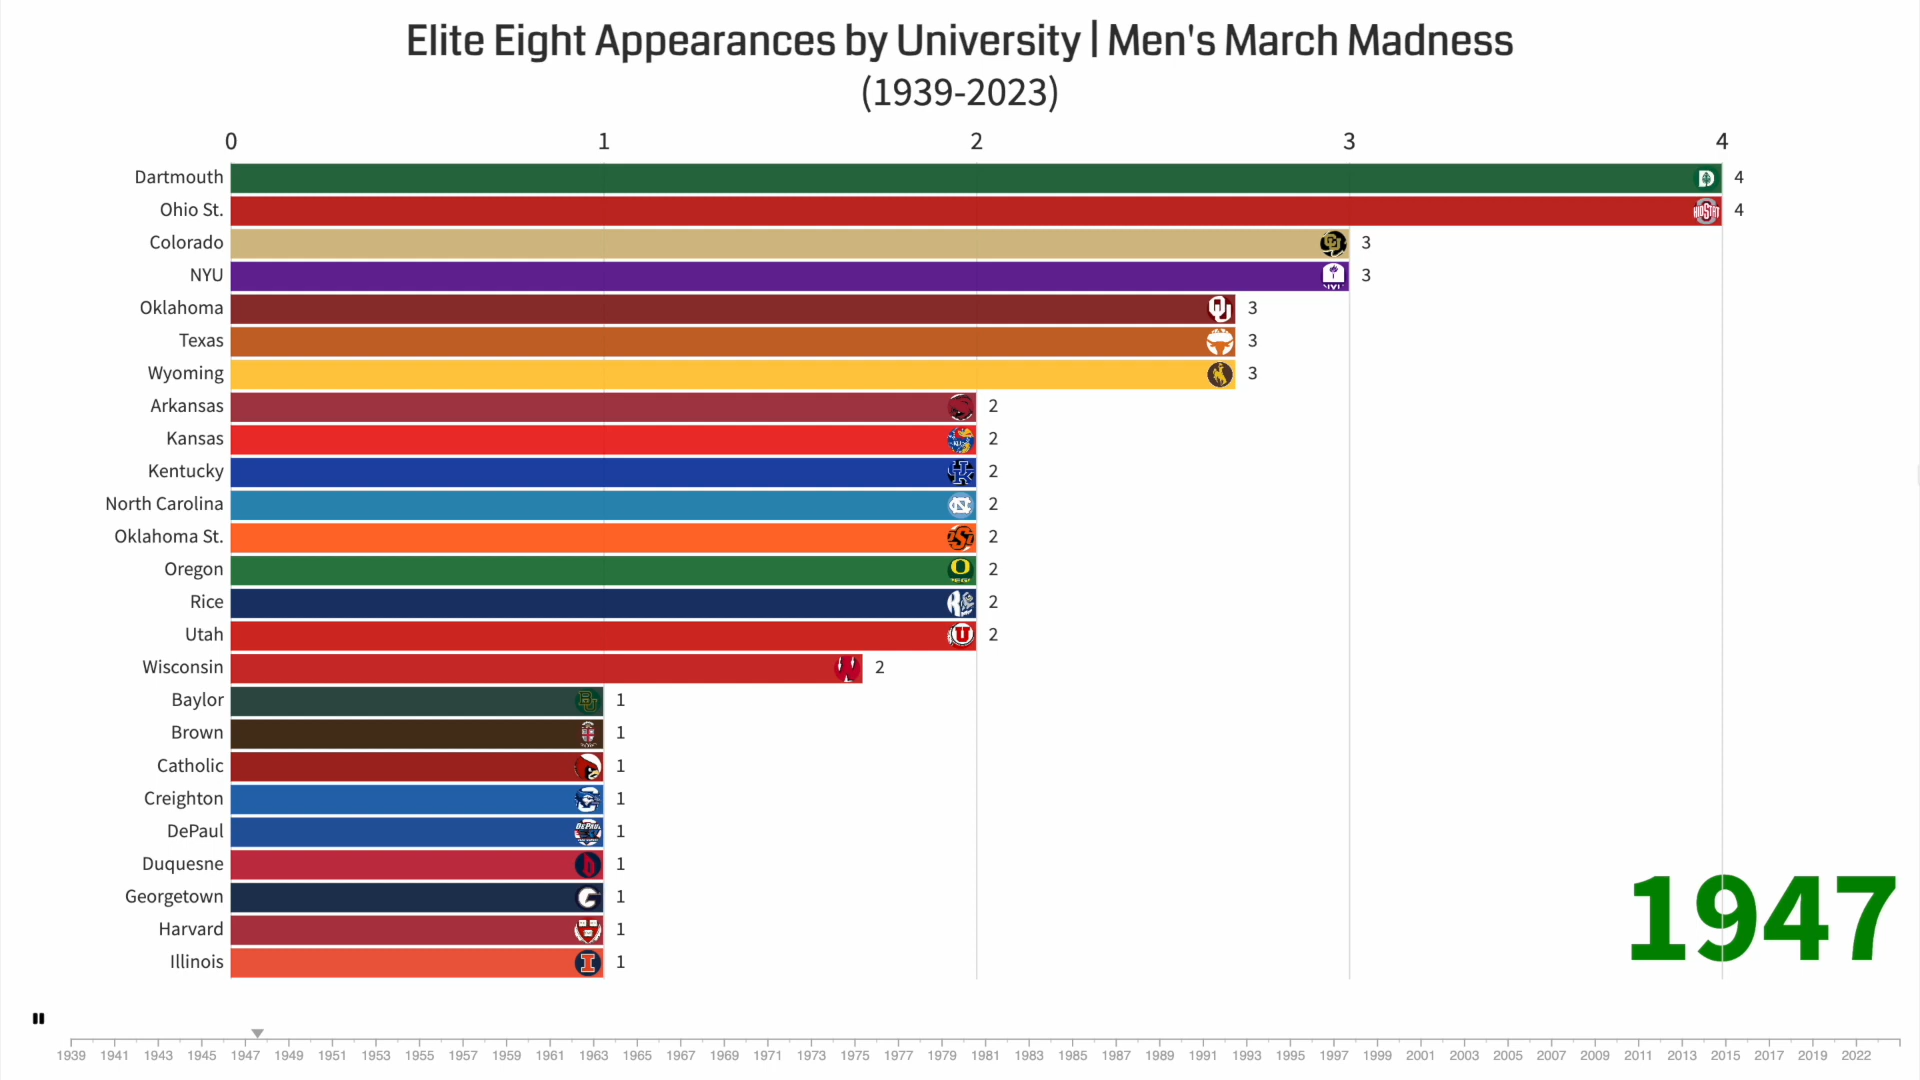 Elite Eight Appearances by University | Men's March Madness
(1939-2023)
0 1 2 3 4
Dartmouth 4
Ohio St. 4
Colorado 3
NYU 3
Oklahoma 3
Texas 3
Wyoming 3
Arkansas 2
Kansas 2
Kentucky 2
North Carolina 2
Oklahoma St. 2
Oregon 2
Rice 2
Utah 2
Wisconsin 2
Baylor 1
Brown 1
Catholic 1
Creighton 1
DePaul 1
Duquesne 1
Georgetown 1
Harvard 1
Illinois 1
1947
1939 1941 1943 1945 1947 1949 1951 1953 1955 1957 1959 1961 1963 1965 1967 1969 1971 1973 1975 1977 1979 1981 1983 1985 1987 1989 1991 1993 1995 1997 1999 2001 2003 2005 2007 2009 2011 2013 2015 2017 2019 2022